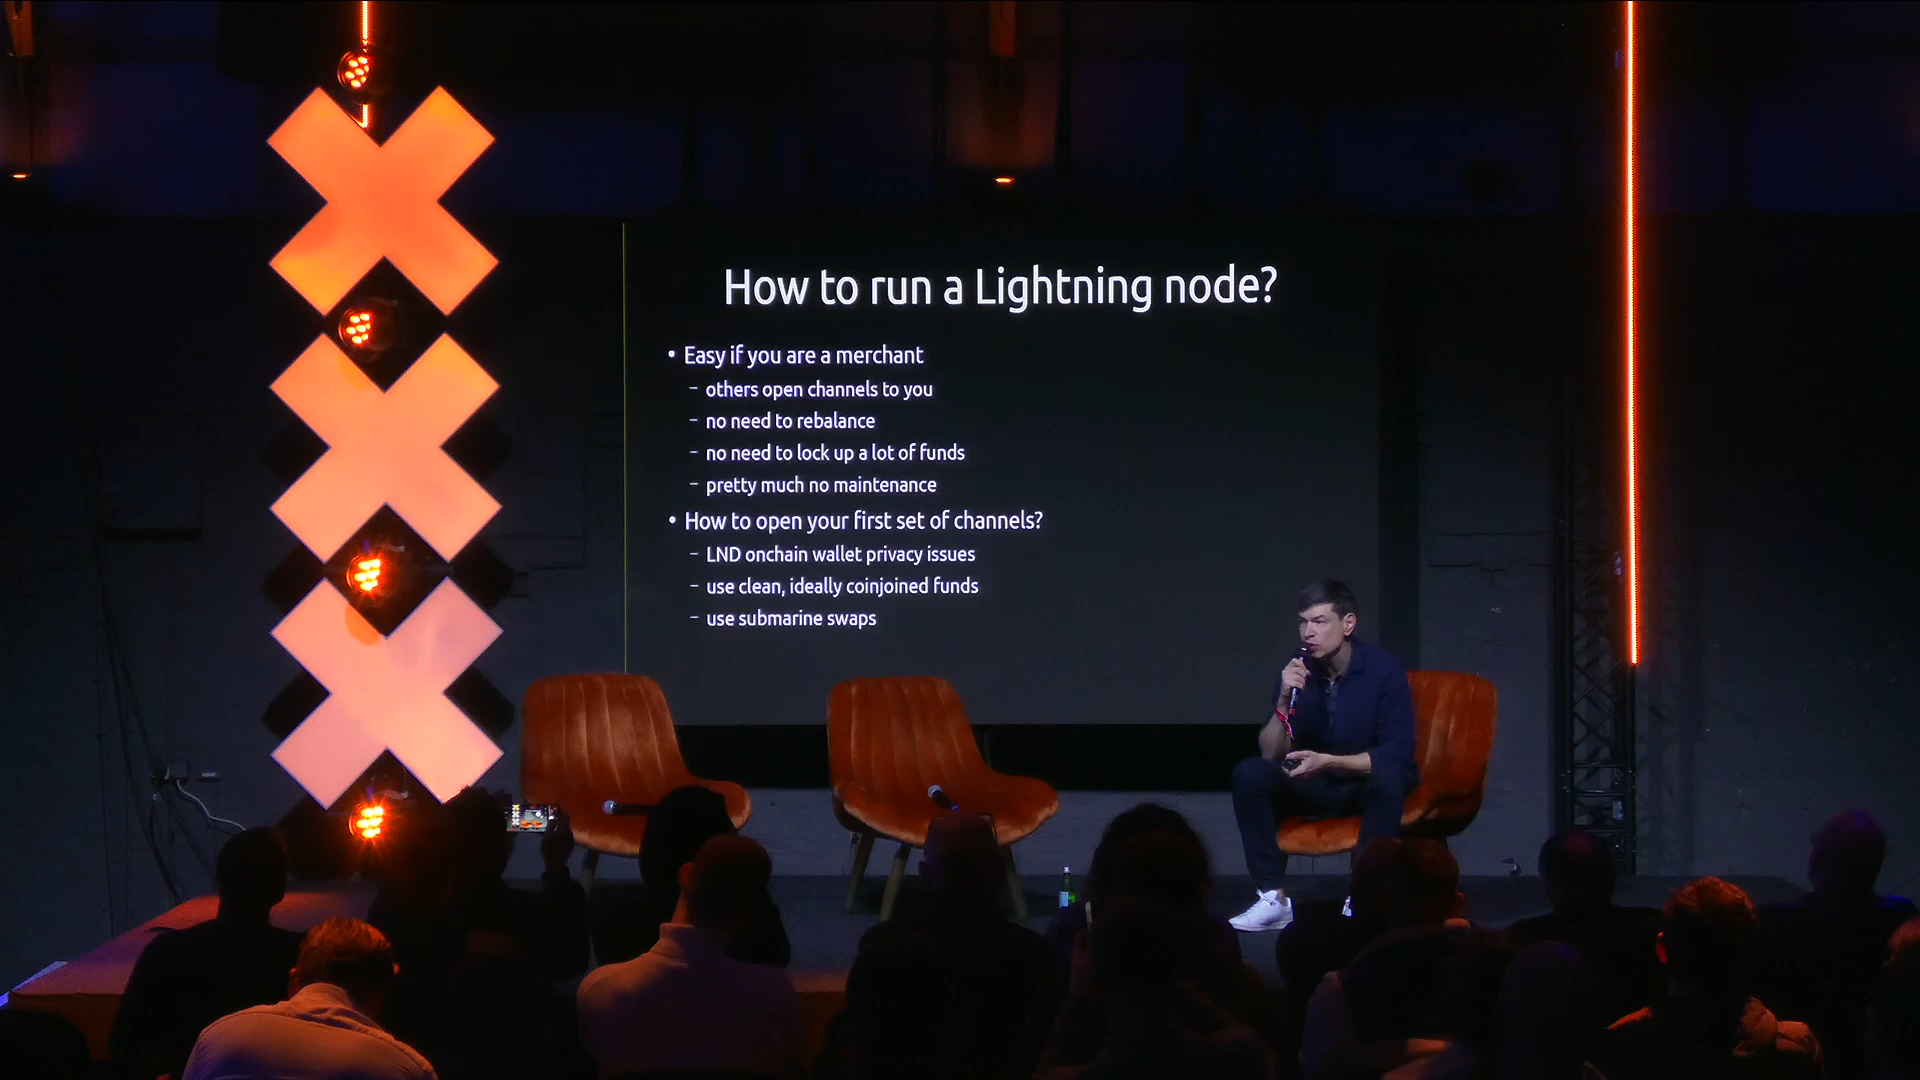 How to run a Lightning node?
• Easy if you are a merchant
– others open channels to you
– no need to rebalance
– no need to lock up a lot of funds
– pretty much no maintenance
• How to open your first set of channels?
– LND onchain wallet privacy issues
– use clean, ideally coinjoined funds
– use submarine swaps